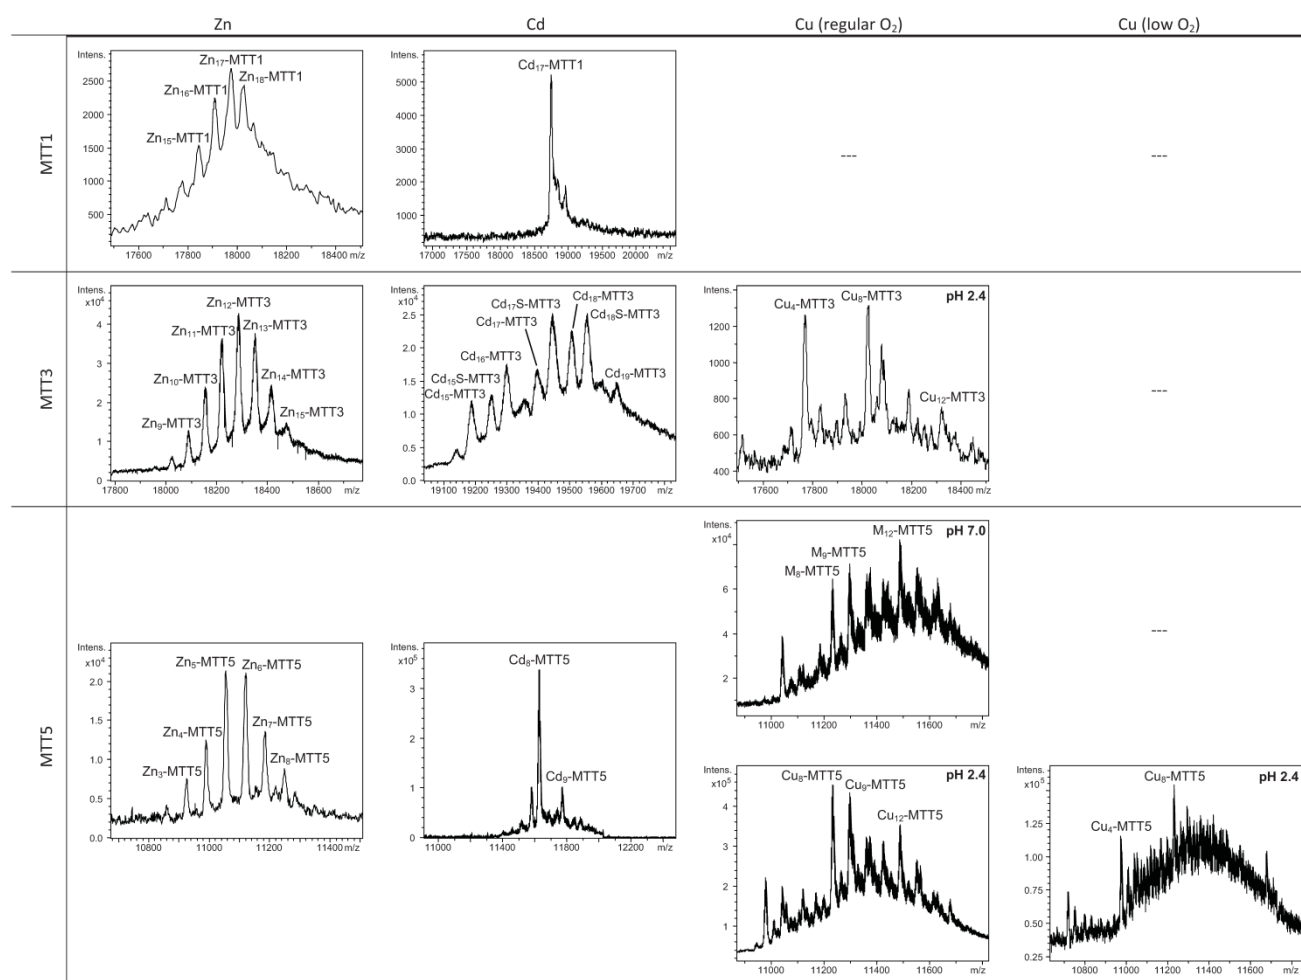 Zn Cd Cu (regular O₂) Cu (low O₂)
MTT1
Intens.
2500
2000
1500
1000
500
Zn₁₅-MTT1
Zn₁₆-MTT1
Zn₁₇-MTT1
Zn₁₈-MTT1
17600 17800 18000 18200 18400 m/z
Intens.
5000
4000
3000
2000
1000
Cd₁₇-MTT1
17000 17500 18000 18500 19000 19500 20000 m/z
---
---
MTT3
Intens.
x10⁴
4
3
2
1
0
Zn₉-MTT3
Zn₁₀-MTT3
Zn₁₁-MTT3
Zn₁₂-MTT3
Zn₁₃-MTT3
Zn₁₄-MTT3
Zn₁₅-MTT3
17800 18000 18200 18400 18600 m/z
Intens.
x10⁴
2.5
2.0
1.5
1.0
0.5
0.0
Cd₁₅-MTT3
Cd₁₅S-MTT3
Cd₁₆-MTT3
Cd₁₇-MTT3
Cd₁₇S-MTT3
Cd₁₈-MTT3
Cd₁₈S-MTT3
Cd₁₉-MTT3
19100 19200 19300 19400 19500 19600 19700 m/z
Intens.
1200
1000
800
600
400
Cu₄-MTT3
Cu₈-MTT3
Cu₁₂-MTT3
pH 2.4
17600 17800 18000 18200 18400 m/z
---
MTT5
Intens.
x10⁴
2.0
1.5
1.0
0.5
0.0
Zn₃-MTT5
Zn₄-MTT5
Zn₅-MTT5
Zn₆-MTT5
Zn₇-MTT5
Zn₈-MTT5
10800 11000 11200 11400 m/z
Intens.
x10⁵
3
2
1
0
Cd₈-MTT5
Cd₉-MTT5
11000 11400 11800 12200 m/z
Intens.
x10⁴
8
6
4
2
M₈-MTT5
M₉-MTT5
M₁₂-MTT5
pH 7.0
11000 11200 11400 11600 m/z
---
Intens.
x10⁵
4
3
2
1
Cu₈-MTT5
Cu₉-MTT5
Cu₁₂-MTT5
pH 2.4
11000 11200 11400 11600 m/z
Intens.
x10⁵
1.25
1.00
0.75
0.50
0.25
Cu₄-MTT5
Cu₈-MTT5
pH 2.4
10800 11000 11200 11400 11600 11800 m/z